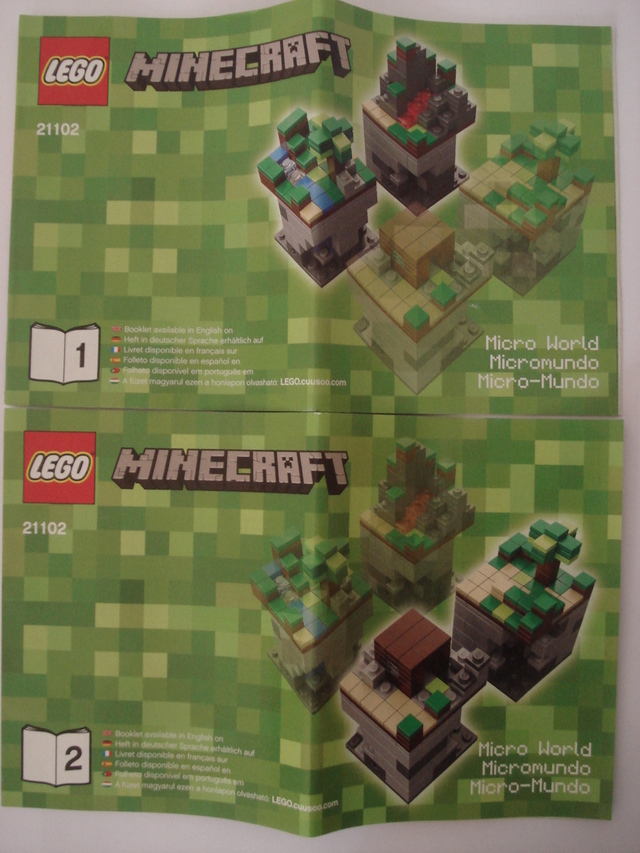 LEGO MINECRAFT
21102
1
Booklet available in English on
Heft in deutscher Sprache erhältlich auf
Livret disponible en français sur
Folleto disponible en español en
Folheto disponível em português em
A füzet magyarul ezen a honlapon olvasható: LEGO.cuusoo.com
Micro World
Micromundo
Micro-Mundo
LEGO MINECRAFT
21102
2
Booklet available in English on
Heft in deutscher Sprache erhältlich auf
Livret disponible en français sur
Folleto disponible en español en
Folheto disponível em português em
A füzet magyarul ezen a honlapon olvasható: LEGO.cuusoo.com
Micro World
Micromundo
Micro-Mundo